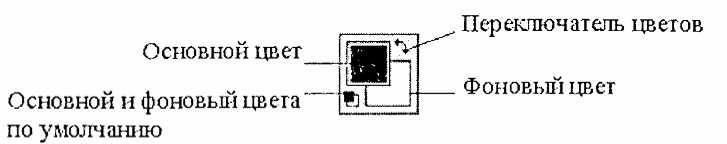 Переключатель цветов
Основной цвет
Фоновый цвет
Основной и фоновый цвета
по умолчанию